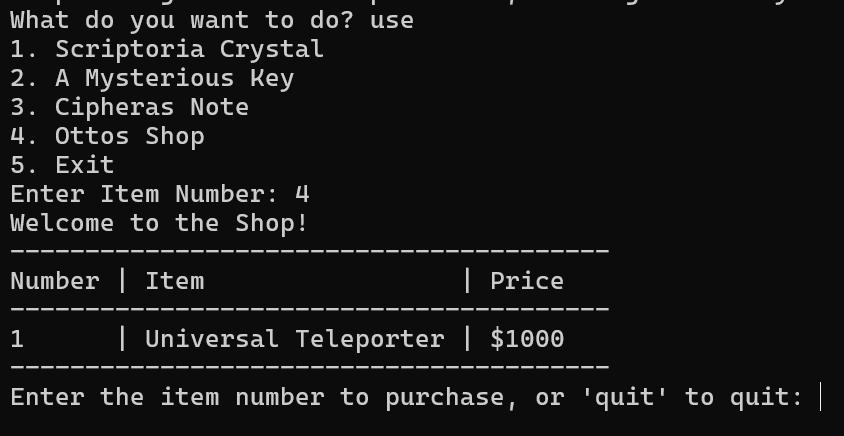 What do you want to do? use
1. Scriptoria Crystal
2. A Mysterious Key
3. Cipheras Note
4. Ottos Shop
5. Exit
Enter Item Number: 4
Welcome to the Shop!
----------------------------------------
Number | Item                 | Price
----------------------------------------
1      | Universal Teleporter | $1000
----------------------------------------
Enter the item number to purchase, or 'quit' to quit: